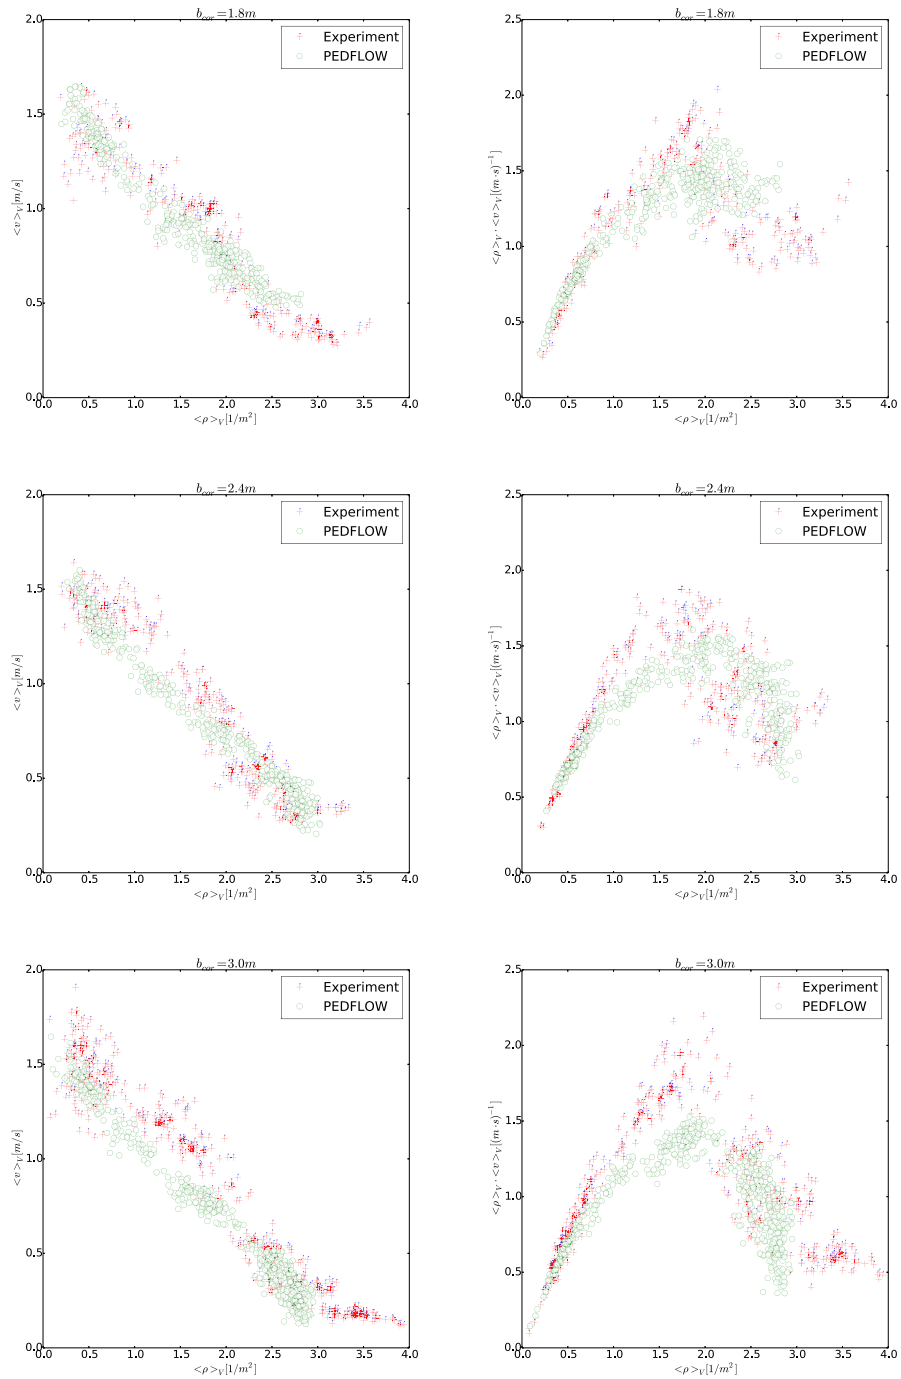 b_cor = 1.8m
b_cor = 1.8m
2.0
1.5
1.0
0.5
0.0
<v>_V[m/s]
Experiment
PEDFLOW
0.0 0.5 1.0 1.5 2.0 2.5 3.0 3.5 4.0
<ρ>_V[1/m²]
2.5
2.0
1.5
1.0
0.5
0.0
<ρ>_V·<v>_V[(m·s)⁻¹]
Experiment
PEDFLOW
0.0 0.5 1.0 1.5 2.0 2.5 3.0 3.5 4.0
<ρ>_V[1/m²]
b_cor = 2.4m
b_cor = 2.4m
2.0
1.5
1.0
0.5
0.0
<v>_V[m/s]
Experiment
PEDFLOW
0.0 0.5 1.0 1.5 2.0 2.5 3.0 3.5 4.0
<ρ>_V[1/m²]
2.5
2.0
1.5
1.0
0.5
0.0
<ρ>_V·<v>_V[(m·s)⁻¹]
Experiment
PEDFLOW
0.0 0.5 1.0 1.5 2.0 2.5 3.0 3.5 4.0
<ρ>_V[1/m²]
b_cor = 3.0m
b_cor = 3.0m
2.0
1.5
1.0
0.5
0.0
<v>_V[m/s]
Experiment
PEDFLOW
0.0 0.5 1.0 1.5 2.0 2.5 3.0 3.5 4.0
<ρ>_V[1/m²]
2.5
2.0
1.5
1.0
0.5
0.0
<ρ>_V·<v>_V[(m·s)⁻¹]
Experiment
PEDFLOW
0.0 0.5 1.0 1.5 2.0 2.5 3.0 3.5 4.0
<ρ>_V[1/m²]